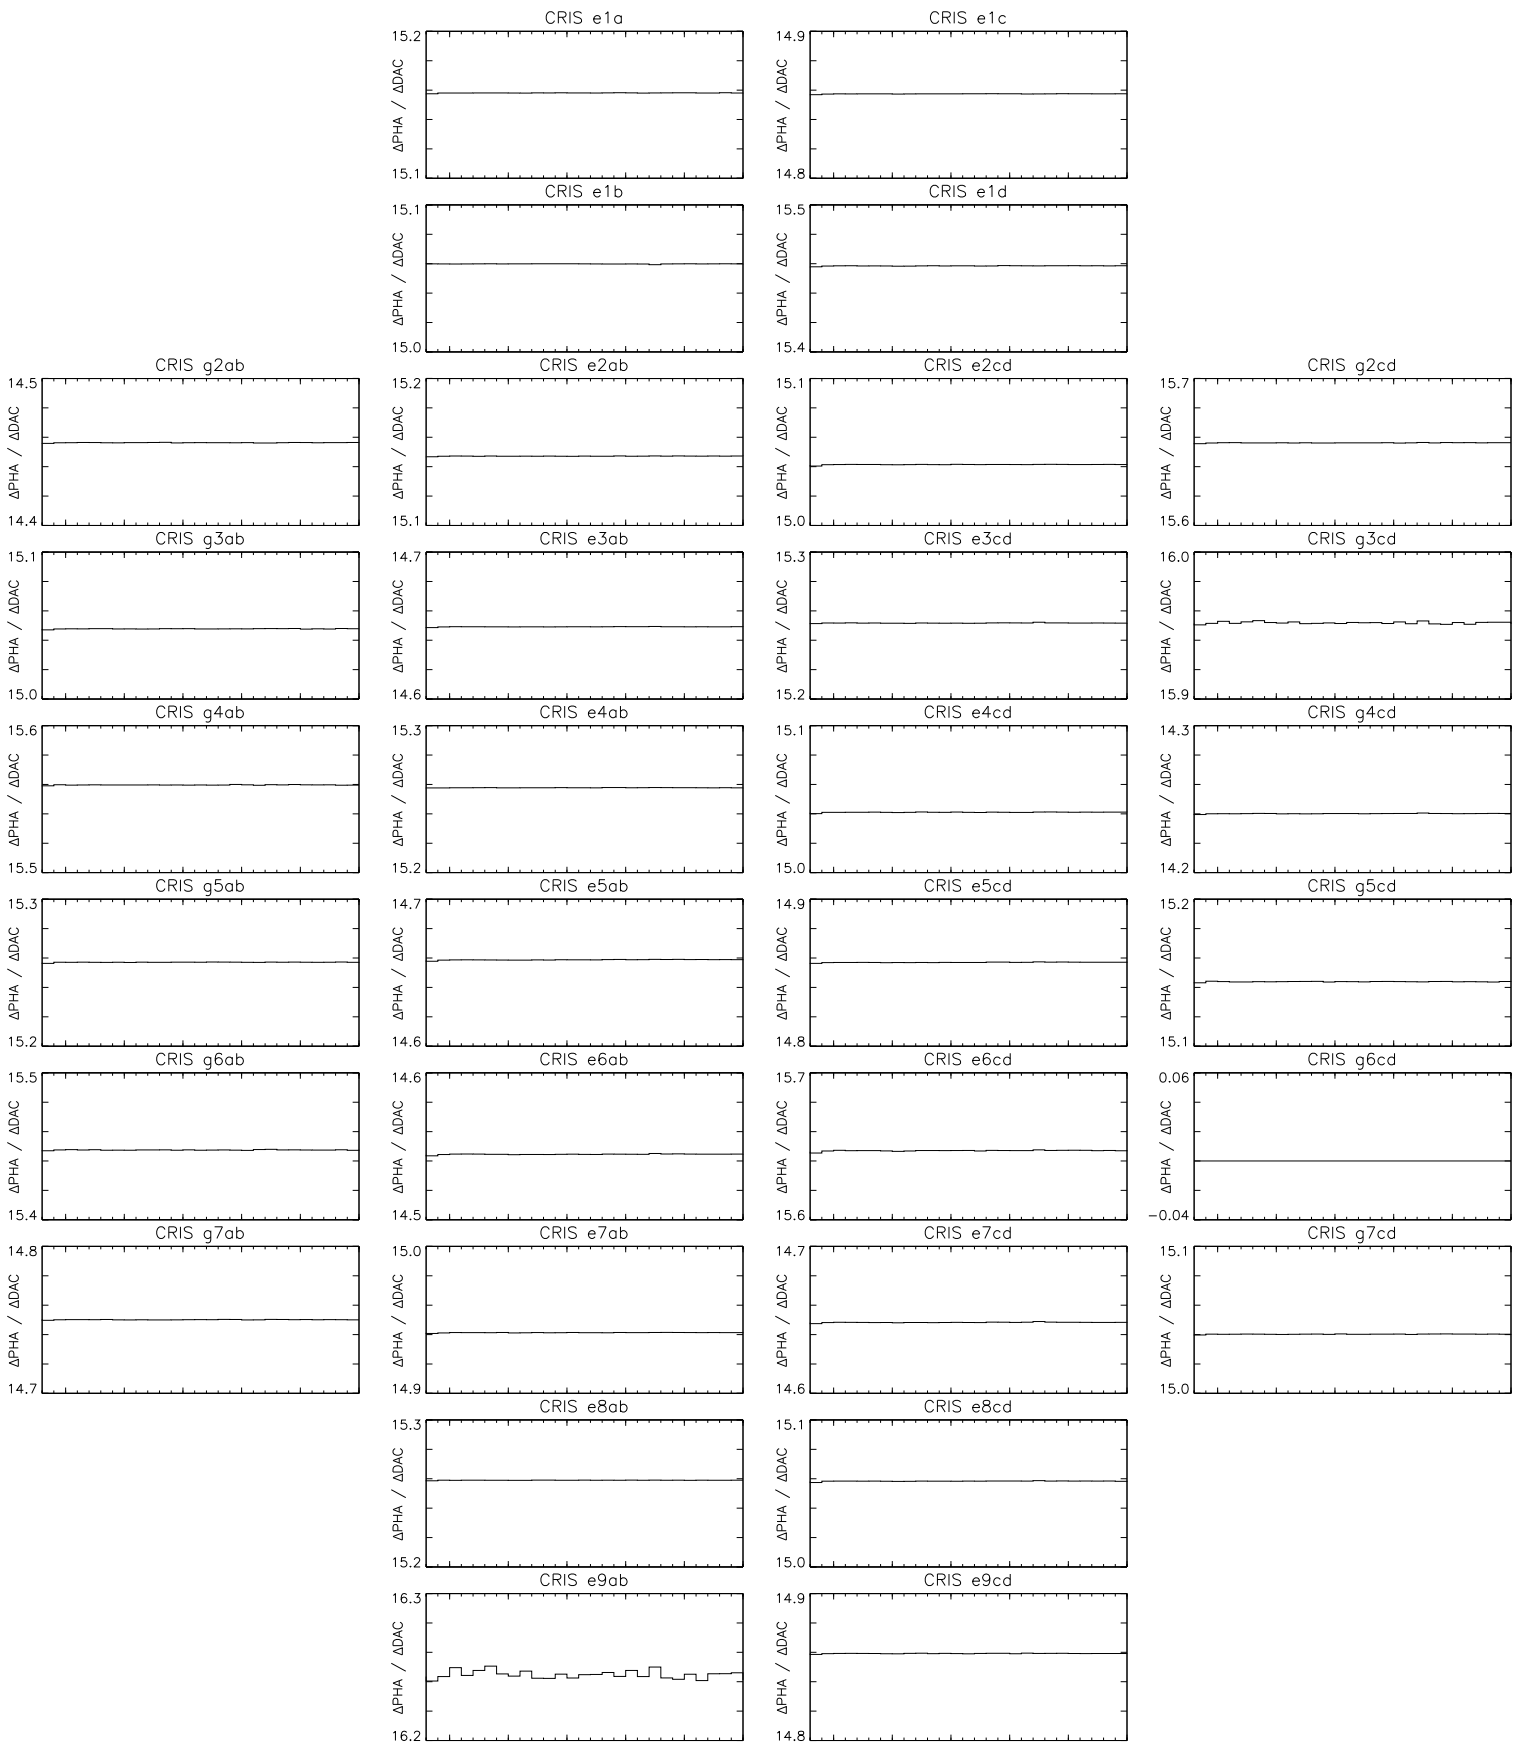 CRIS e1a
15.2
ΔPHA / ΔDAC
15.1
CRIS e1c
14.9
ΔPHA / ΔDAC
14.8
CRIS e1b
15.1
ΔPHA / ΔDAC
15.0
CRIS e1d
15.5
ΔPHA / ΔDAC
15.4
CRIS g2ab
14.5
ΔPHA / ΔDAC
14.4
CRIS e2ab
15.2
ΔPHA / ΔDAC
15.1
CRIS e2cd
15.1
ΔPHA / ΔDAC
15.0
CRIS g2cd
15.7
ΔPHA / ΔDAC
15.6
CRIS g3ab
15.1
ΔPHA / ΔDAC
15.0
CRIS e3ab
14.7
ΔPHA / ΔDAC
14.6
CRIS e3cd
15.3
ΔPHA / ΔDAC
15.2
CRIS g3cd
16.0
ΔPHA / ΔDAC
15.9
CRIS g4ab
15.6
ΔPHA / ΔDAC
15.5
CRIS e4ab
15.3
ΔPHA / ΔDAC
15.2
CRIS e4cd
15.1
ΔPHA / ΔDAC
15.0
CRIS g4cd
14.3
ΔPHA / ΔDAC
14.2
CRIS g5ab
15.3
ΔPHA / ΔDAC
15.2
CRIS e5ab
14.7
ΔPHA / ΔDAC
14.6
CRIS e5cd
14.9
ΔPHA / ΔDAC
14.8
CRIS g5cd
15.2
ΔPHA / ΔDAC
15.1
CRIS g6ab
15.5
ΔPHA / ΔDAC
15.4
CRIS e6ab
14.6
ΔPHA / ΔDAC
14.5
CRIS e6cd
15.7
ΔPHA / ΔDAC
15.6
CRIS g6cd
0.06
ΔPHA / ΔDAC
−0.04
CRIS g7ab
14.8
ΔPHA / ΔDAC
14.7
CRIS e7ab
15.0
ΔPHA / ΔDAC
14.9
CRIS e7cd
14.7
ΔPHA / ΔDAC
14.6
CRIS g7cd
15.1
ΔPHA / ΔDAC
15.0
CRIS e8ab
15.3
ΔPHA / ΔDAC
15.2
CRIS e8cd
15.1
ΔPHA / ΔDAC
15.0
CRIS e9ab
16.3
ΔPHA / ΔDAC
16.2
CRIS e9cd
14.9
ΔPHA / ΔDAC
14.8